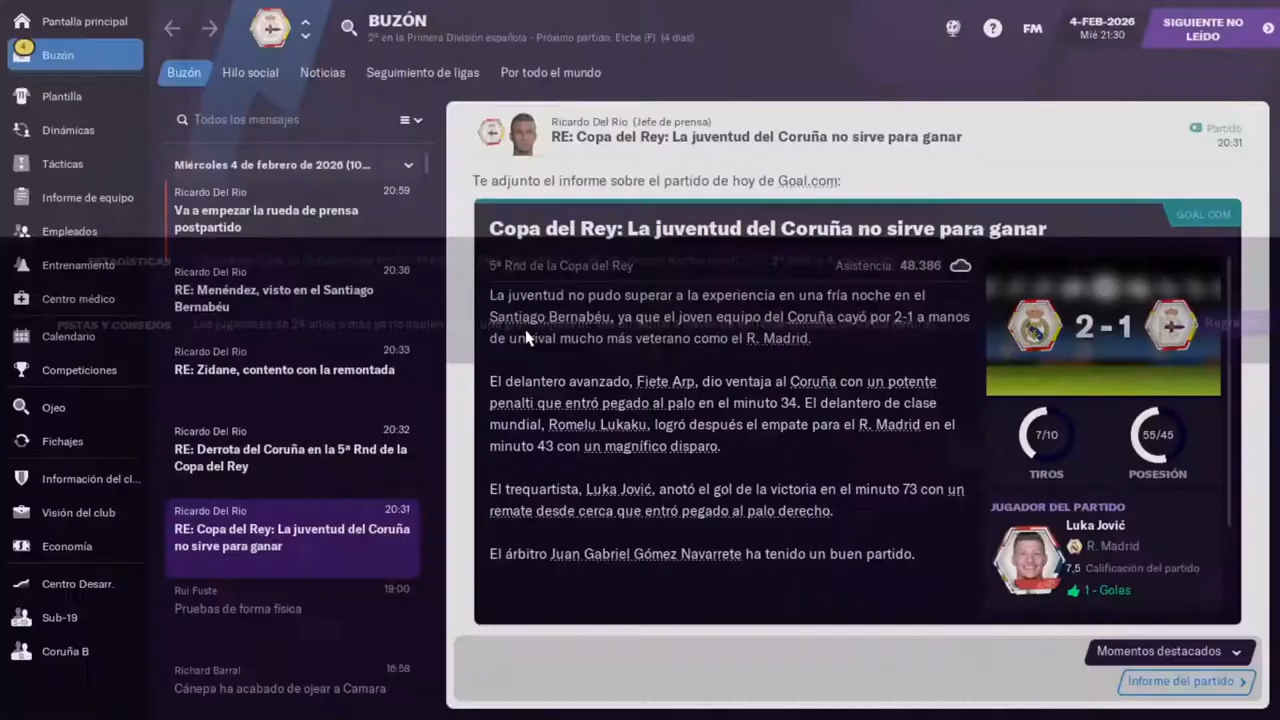 Pantalla principal
4
Buzón
Plantilla
Dinámicas
Tácticas
Informe de equipo
Empleados
Entrenamiento
Centro médico
Calendario
Competiciones
Ojeo
Fichajes
Información del cl...
Visión del club
Economía
Centro Desarr.
Sub-19
Coruña B
BUZÓN
2º en la Primera División española - Próximo partido: Elche (F) (4 días)
FM
4-FEB-2026
Mié 21:30
SIGUIENTE NO
LEÍDO
Buzón
Hilo social
Noticias
Seguimiento de ligas
Por todo el mundo
Todos los mensajes
Miércoles 4 de febrero de 2026 (10...
Ricardo Del Rio 20:59
Va a empezar la rueda de prensa
postpartido
Ricardo Del Rio 20:36
RE: Menéndez, visto en el Santiago
Bernabéu
Ricardo Del Rio 20:33
RE: Zidane, contento con la remontada
Ricardo Del Rio 20:32
RE: Derrota del Coruña en la 5ª Rnd de la
Copa del Rey
Ricardo Del Rio 20:31
RE: Copa del Rey: La juventud del Coruña
no sirve para ganar
Rui Fuste 19:00
Pruebas de forma física
Richard Barral 16:58
Cánepa ha acabado de ojear a Camara
ESTADÍSTICAS
PISTAS Y CONSEJOS
Ricardo Del Rio (Jefe de prensa)
RE: Copa del Rey: La juventud del Coruña no sirve para ganar
Partido
20:31
Te adjunto el informe sobre el partido de hoy de Goal.com:
GOAL.COM
Copa del Rey: La juventud del Coruña no sirve para ganar
5ª Rnd de la Copa del Rey
Asistencia: 48.386
La juventud no pudo superar a la experiencia en una fría noche en el
Santiago Bernabéu, ya que el joven equipo del Coruña cayó por 2-1 a manos
de un rival mucho más veterano como el R. Madrid.
El delantero avanzado, Fiete Arp, dio ventaja al Coruña con un potente
penalti que entró pegado al palo en el minuto 34. El delantero de clase
mundial, Romelu Lukaku, logró después el empate para el R. Madrid en el
minuto 43 con un magnífico disparo.
El trequartista, Luka Jović, anotó el gol de la victoria en el minuto 73 con un
remate desde cerca que entró pegado al palo derecho.
El árbitro Juan Gabriel Gómez Navarrete ha tenido un buen partido.
2 - 1
7/10
TIROS
55/45
POSESIÓN
JUGADOR DEL PARTIDO
Luka Jović
R. Madrid
7,5 Calificación del partido
1 - Goles
Momentos destacados
Informe del partido